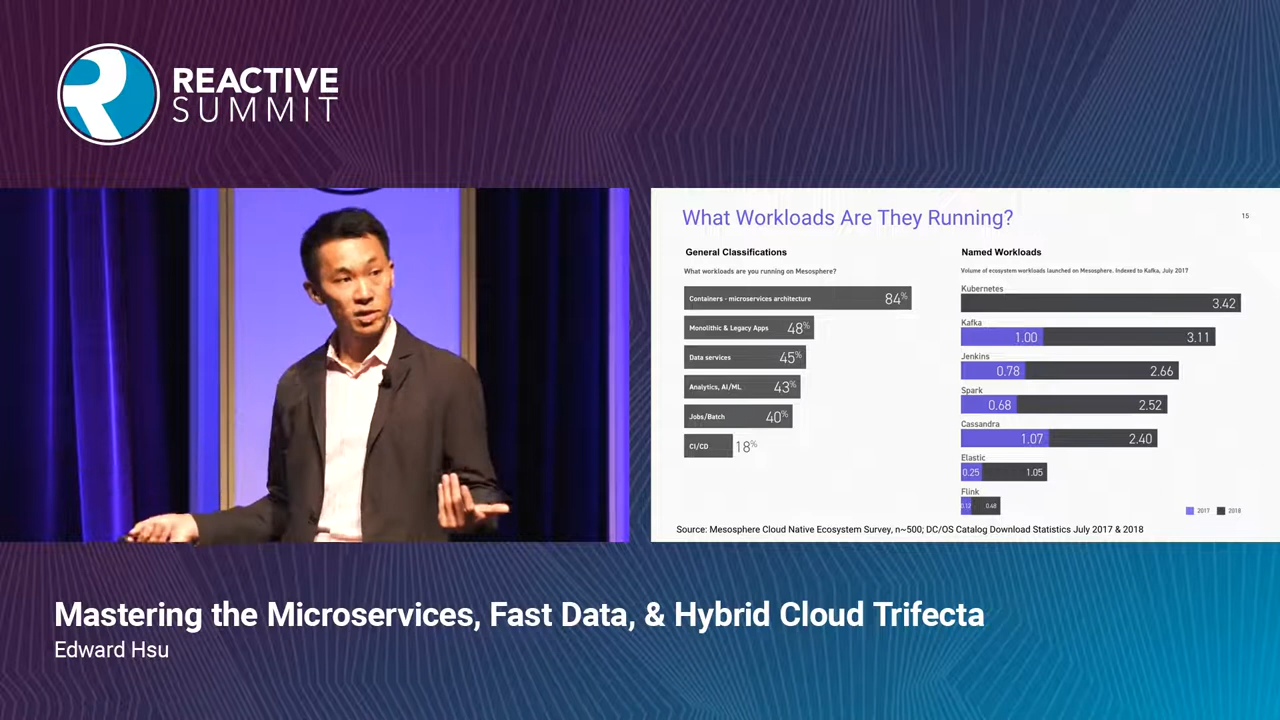 REACTIVE
SUMMIT
What Workloads Are They Running?
15
General Classifications
What workloads are you running on Mesosphere?
Containers - microservices architecture 84%
Monolithic & Legacy Apps 48%
Data services 45%
Analytics, AI/ML 43%
Jobs/Batch 40%
CI/CD 18%
Named Workloads
Volume of ecosystem workloads launched on Mesosphere. Indexed to Kafka, July 2017
Kubernetes
3.42
Kafka
1.00 3.11
Jenkins
0.78 2.66
Spark
0.68 2.52
Cassandra
1.07 2.40
Elastic
0.25 1.05
Flink
0.48
2017 2018
Source: Mesosphere Cloud Native Ecosystem Survey, n~500; DC/OS Catalog Download Statistics July 2017 & 2018
Mastering the Microservices, Fast Data, & Hybrid Cloud Trifecta
Edward Hsu